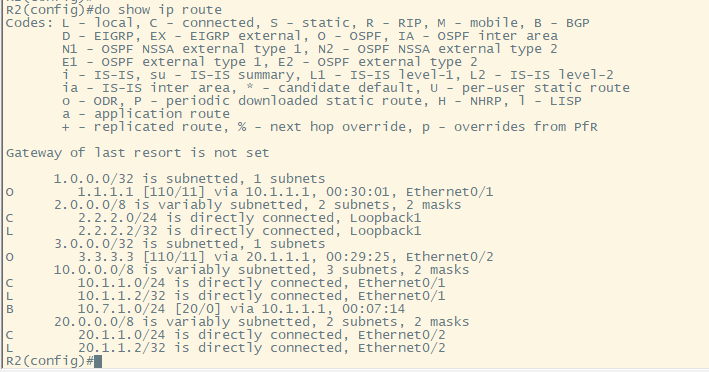 R2(config)#do show ip route
Codes: L - local, C - connected, S - static, R - RIP, M - mobile, B - BGP
       D - EIGRP, EX - EIGRP external, O - OSPF, IA - OSPF inter area
       N1 - OSPF NSSA external type 1, N2 - OSPF NSSA external type 2
       E1 - OSPF external type 1, E2 - OSPF external type 2
       i - IS-IS, su - IS-IS summary, L1 - IS-IS level-1, L2 - IS-IS level-2
       ia - IS-IS inter area, * - candidate default, U - per-user static route
       o - ODR, P - periodic downloaded static route, H - NHRP, l - LISP
       a - application route
       + - replicated route, % - next hop override, p - overrides from PfR
Gateway of last resort is not set
      1.0.0.0/32 is subnetted, 1 subnets
O        1.1.1.1 [110/11] via 10.1.1.1, 00:30:01, Ethernet0/1
      2.0.0.0/8 is variably subnetted, 2 subnets, 2 masks
C        2.2.2.0/24 is directly connected, Loopback1
L        2.2.2.2/32 is directly connected, Loopback1
      3.0.0.0/32 is subnetted, 1 subnets
O        3.3.3.3 [110/11] via 20.1.1.1, 00:29:25, Ethernet0/2
      10.0.0.0/8 is variably subnetted, 3 subnets, 2 masks
C        10.1.1.0/24 is directly connected, Ethernet0/1
L        10.1.1.2/32 is directly connected, Ethernet0/1
B        10.7.1.0/24 [20/0] via 10.1.1.1, 00:07:14
      20.0.0.0/8 is variably subnetted, 2 subnets, 2 masks
C        20.1.1.0/24 is directly connected, Ethernet0/2
L        20.1.1.2/32 is directly connected, Ethernet0/2
R2(config)#